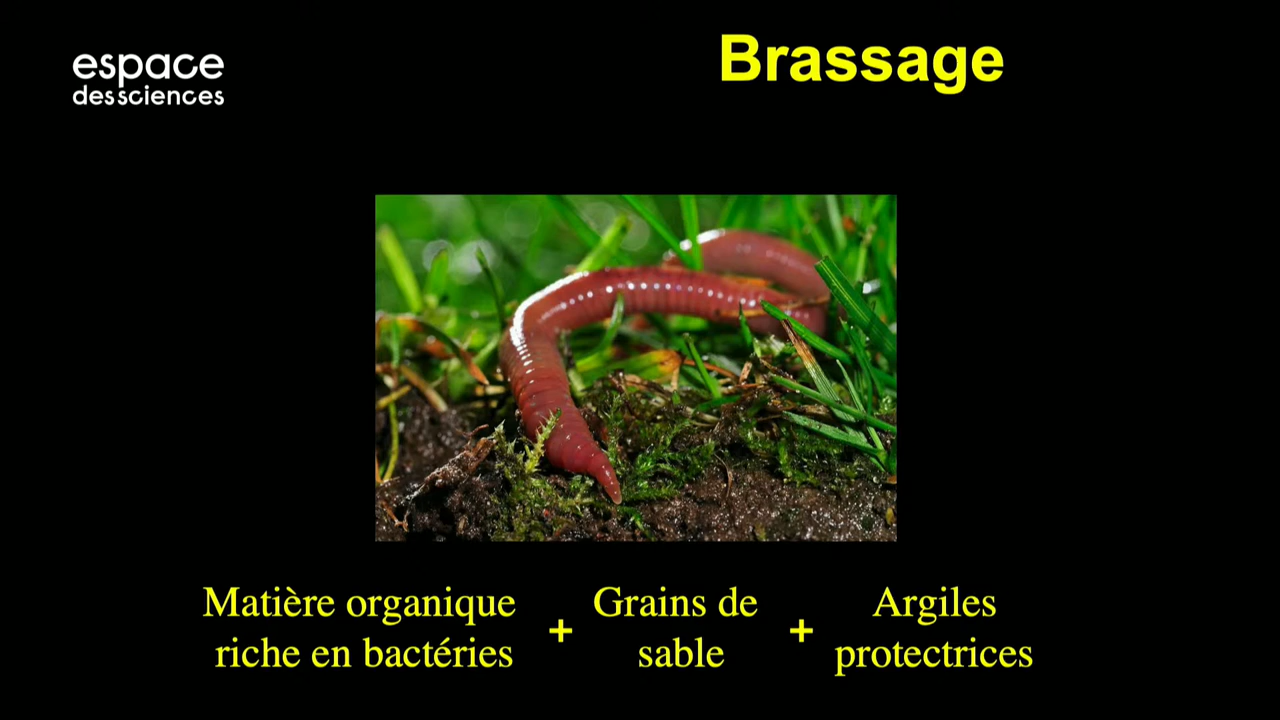 espace
des sciences
Brassage
Matière organique
riche en bactéries
+
Grains de
sable
+
Argiles
protectrices